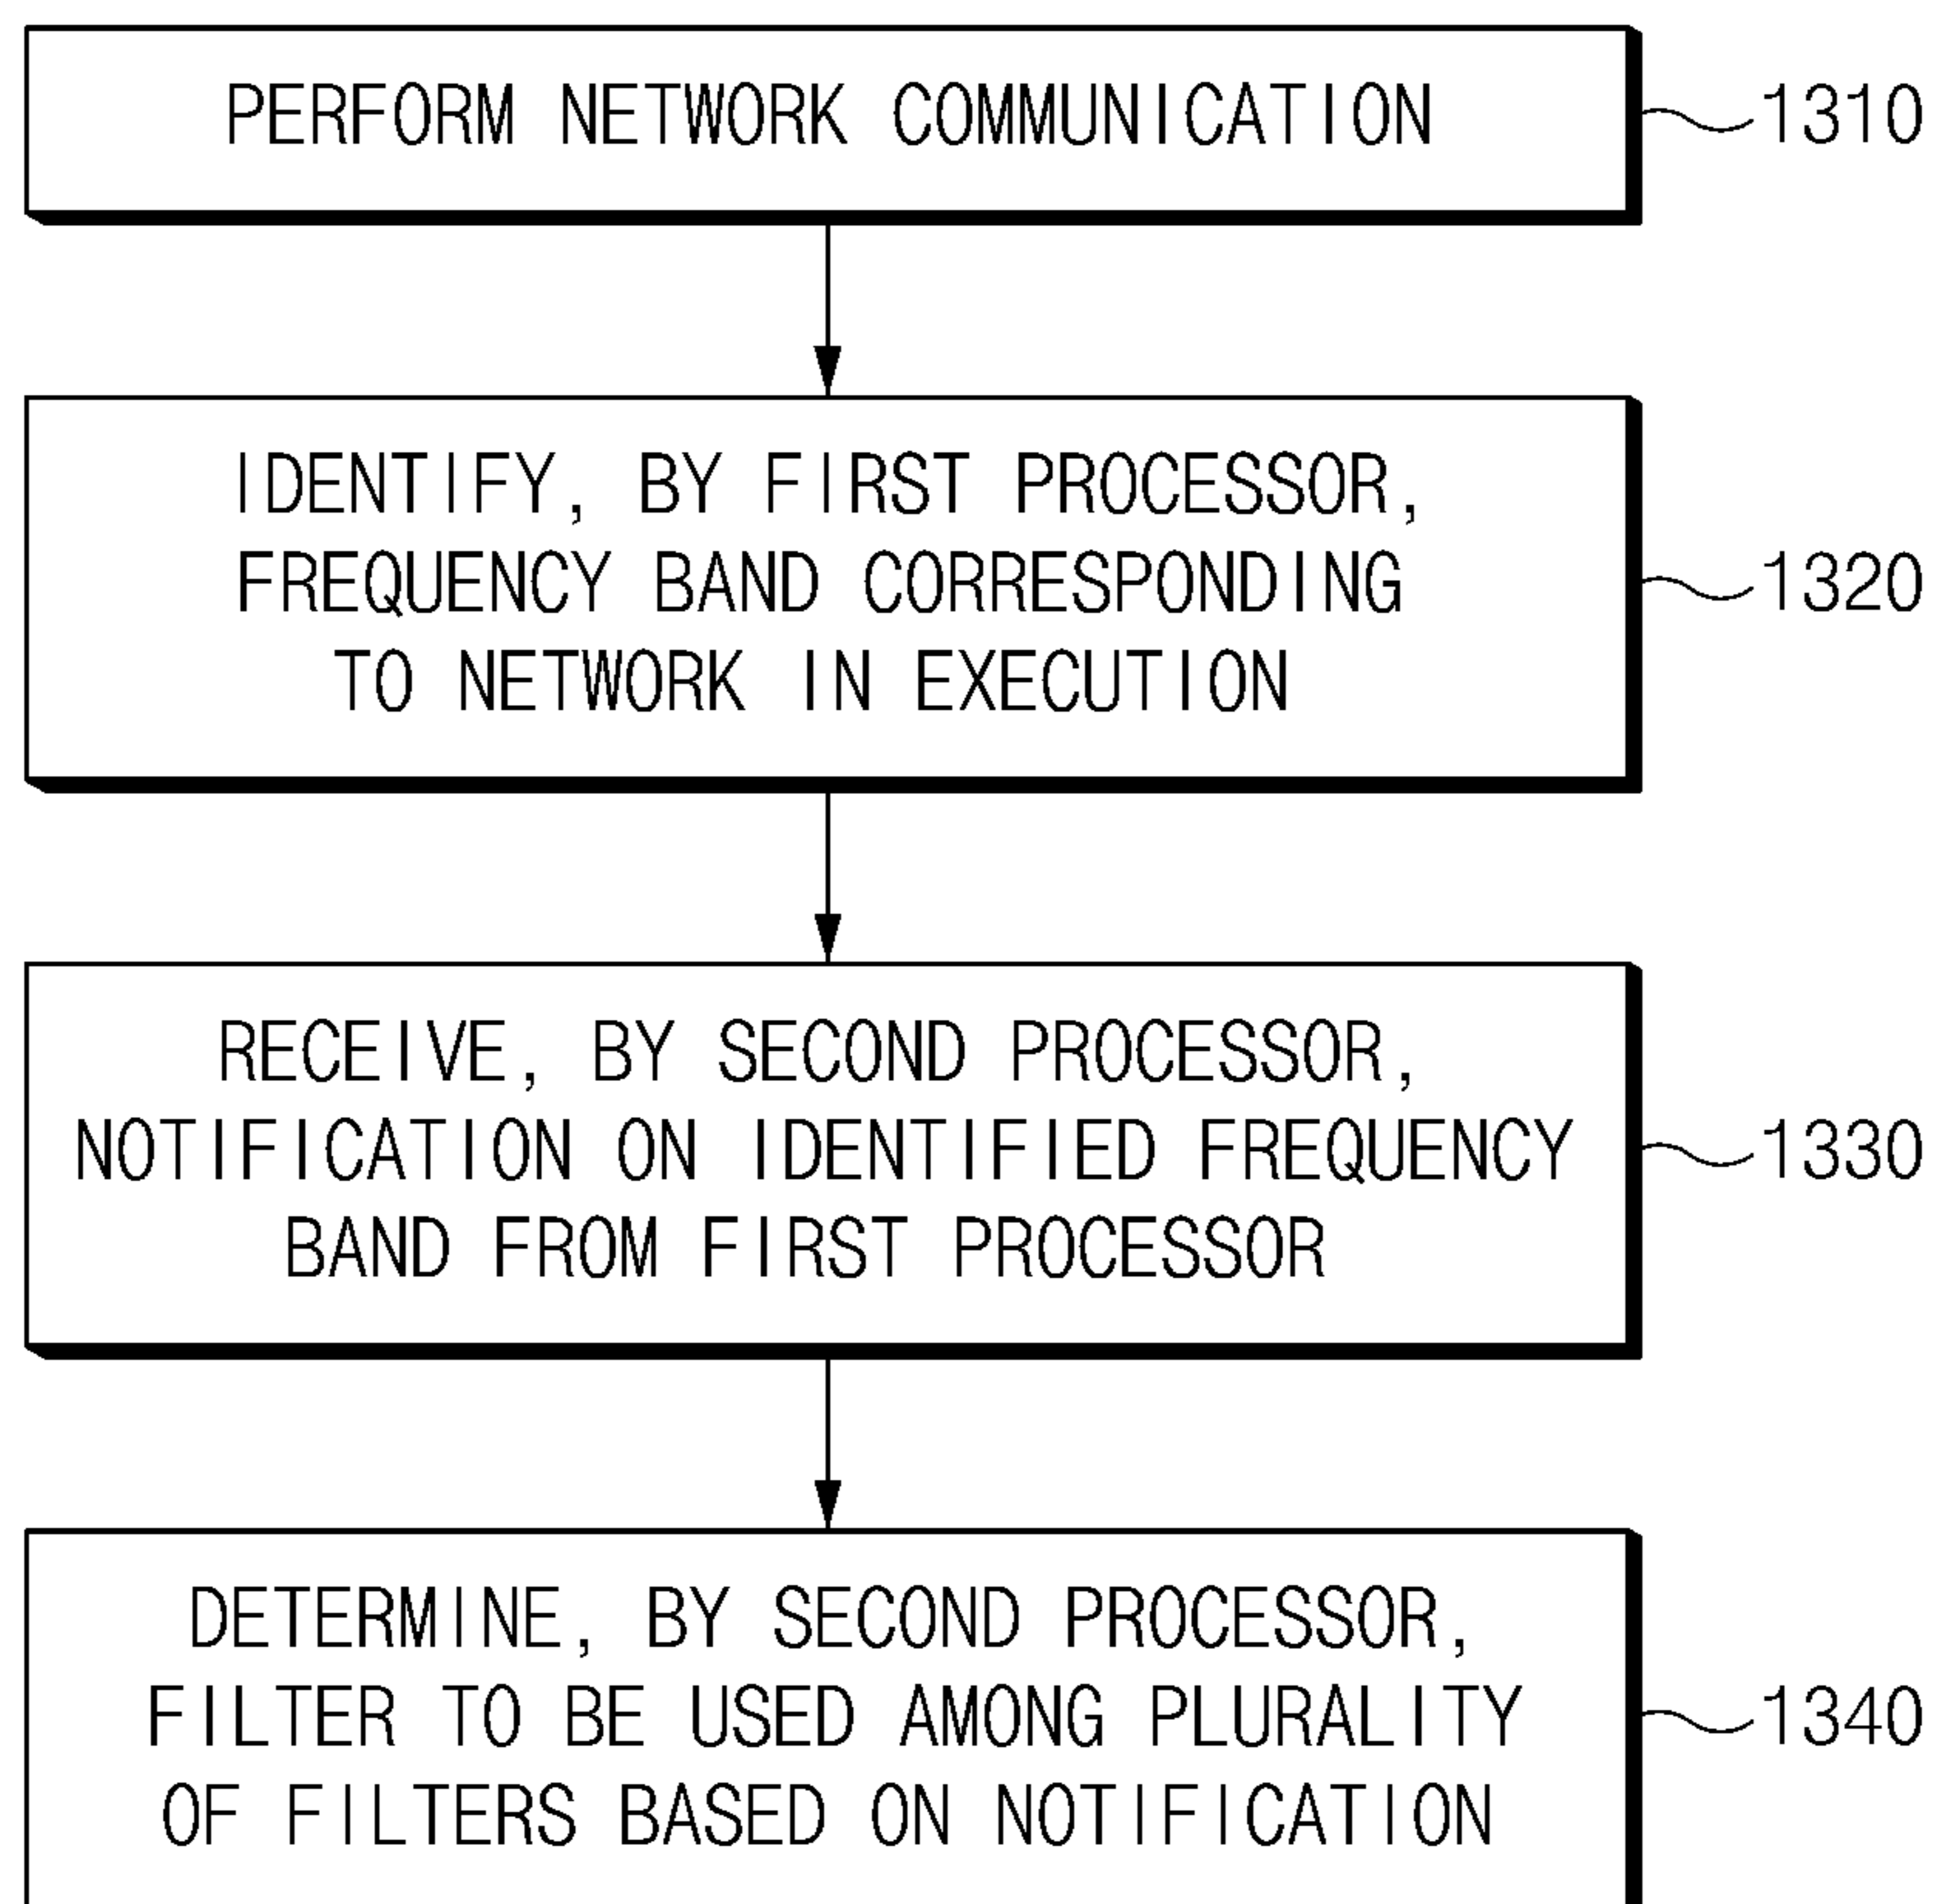 PERFORM NETWORK COMMUNICATION
1310
IDENTIFY, BY FIRST PROCESSOR,
FREQUENCY BAND CORRESPONDING
TO NETWORK IN EXECUTION
1320
RECEIVE, BY SECOND PROCESSOR,
NOTIFICATION ON IDENTIFIED FREQUENCY
BAND FROM FIRST PROCESSOR
1330
DETERMINE, BY SECOND PROCESSOR,
FILTER TO BE USED AMONG PLURALITY
OF FILTERS BASED ON NOTIFICATION
1340